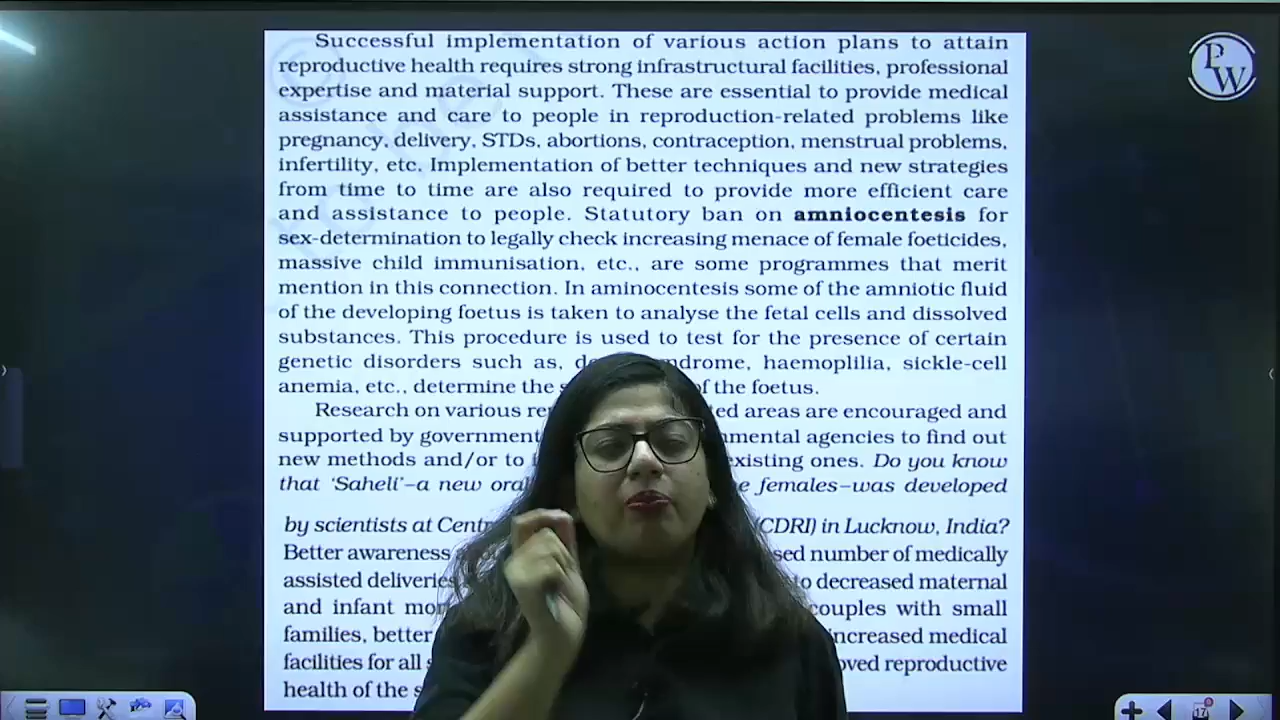 Successful implementation of various action plans to attain
reproductive health requires strong infrastructural facilities, professional
expertise and material support. These are essential to provide medical
assistance and care to people in reproduction-related problems like
pregnancy, delivery, STDs, abortions, contraception, menstrual problems,
infertility, etc. Implementation of better techniques and new strategies
from time to time are also required to provide more efficient care
and assistance to people. Statutory ban on amniocentesis for
sex-determination to legally check increasing menace of female foeticides,
massive child immunisation, etc., are some programmes that merit
mention in this connection. In aminocentesis some of the amniotic fluid
of the developing foetus is taken to analyse the fetal cells and dissolved
substances. This procedure is used to test for the presence of certain
genetic disorders such as, haemoplilia, sickle-cell
anemia, etc., determine the of the foetus.
Research on various areas are encouraged and
supported by government agencies to find out
new methods and/or to existing ones. Do you know
that 'Saheli'–a new females–was developed
by scientists at (CDRI) in Lucknow, India?
Better awareness number of medically
assisted to decreased maternal
and infant couples with small
families, better increased medical
facilities for all reproductive
health of the
PW
17